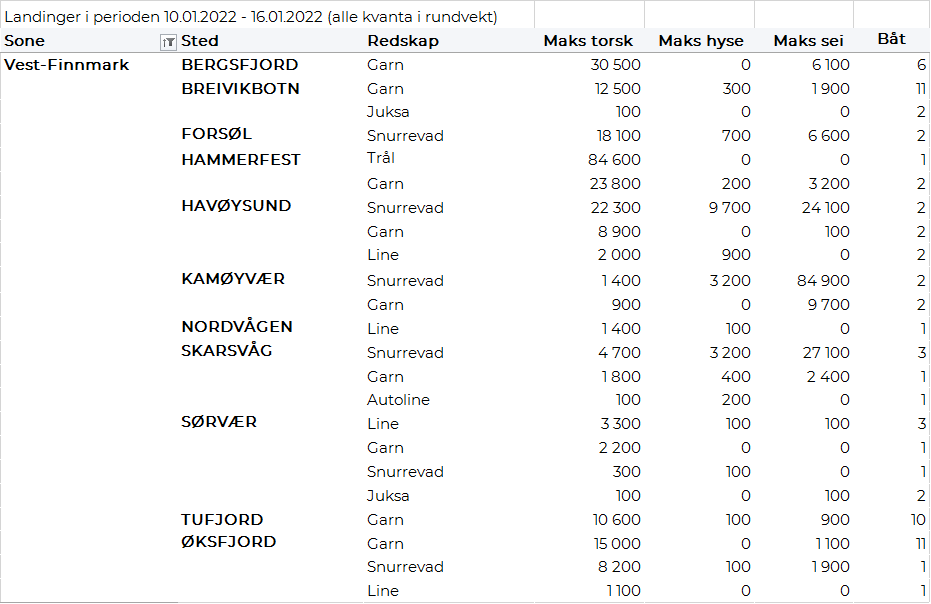 Landinger i perioden 10.01.2022 - 16.01.2022 (alle kvanta i rundvekt)
Sone Sted Redskap Maks torsk Maks hyse Maks sei Båt
Vest-Finnmark BERGSFJORD Garn 30 500 0 6 100 6
BREIVIKBOTN Garn 12 500 300 1 900 11
Juksa 100 0 0 2
FORSØL Snurrevad 18 100 700 6 600 2
HAMMERFEST Trål 84 600 0 0 1
Garn 23 800 200 3 200 2
HAVØYSUND Snurrevad 22 300 9 700 24 100 2
Garn 8 900 0 100 2
Line 2 000 900 0 2
KAMØYVÆR Snurrevad 1 400 3 200 84 900 2
Garn 900 0 9 700 2
NORDVÅGEN Line 1 400 100 0 1
SKARSVÅG Snurrevad 4 700 3 200 27 100 3
Garn 1 800 400 2 400 1
Autoline 100 200 0 1
SØRVÆR Line 3 300 100 100 3
Garn 2 200 0 0 1
Snurrevad 300 100 0 1
Juksa 100 0 100 2
TUFJORD Garn 10 600 100 900 10
ØKSFJORD Garn 15 000 0 1 100 11
Snurrevad 8 200 100 1 900 1
Line 1 100 0 0 1